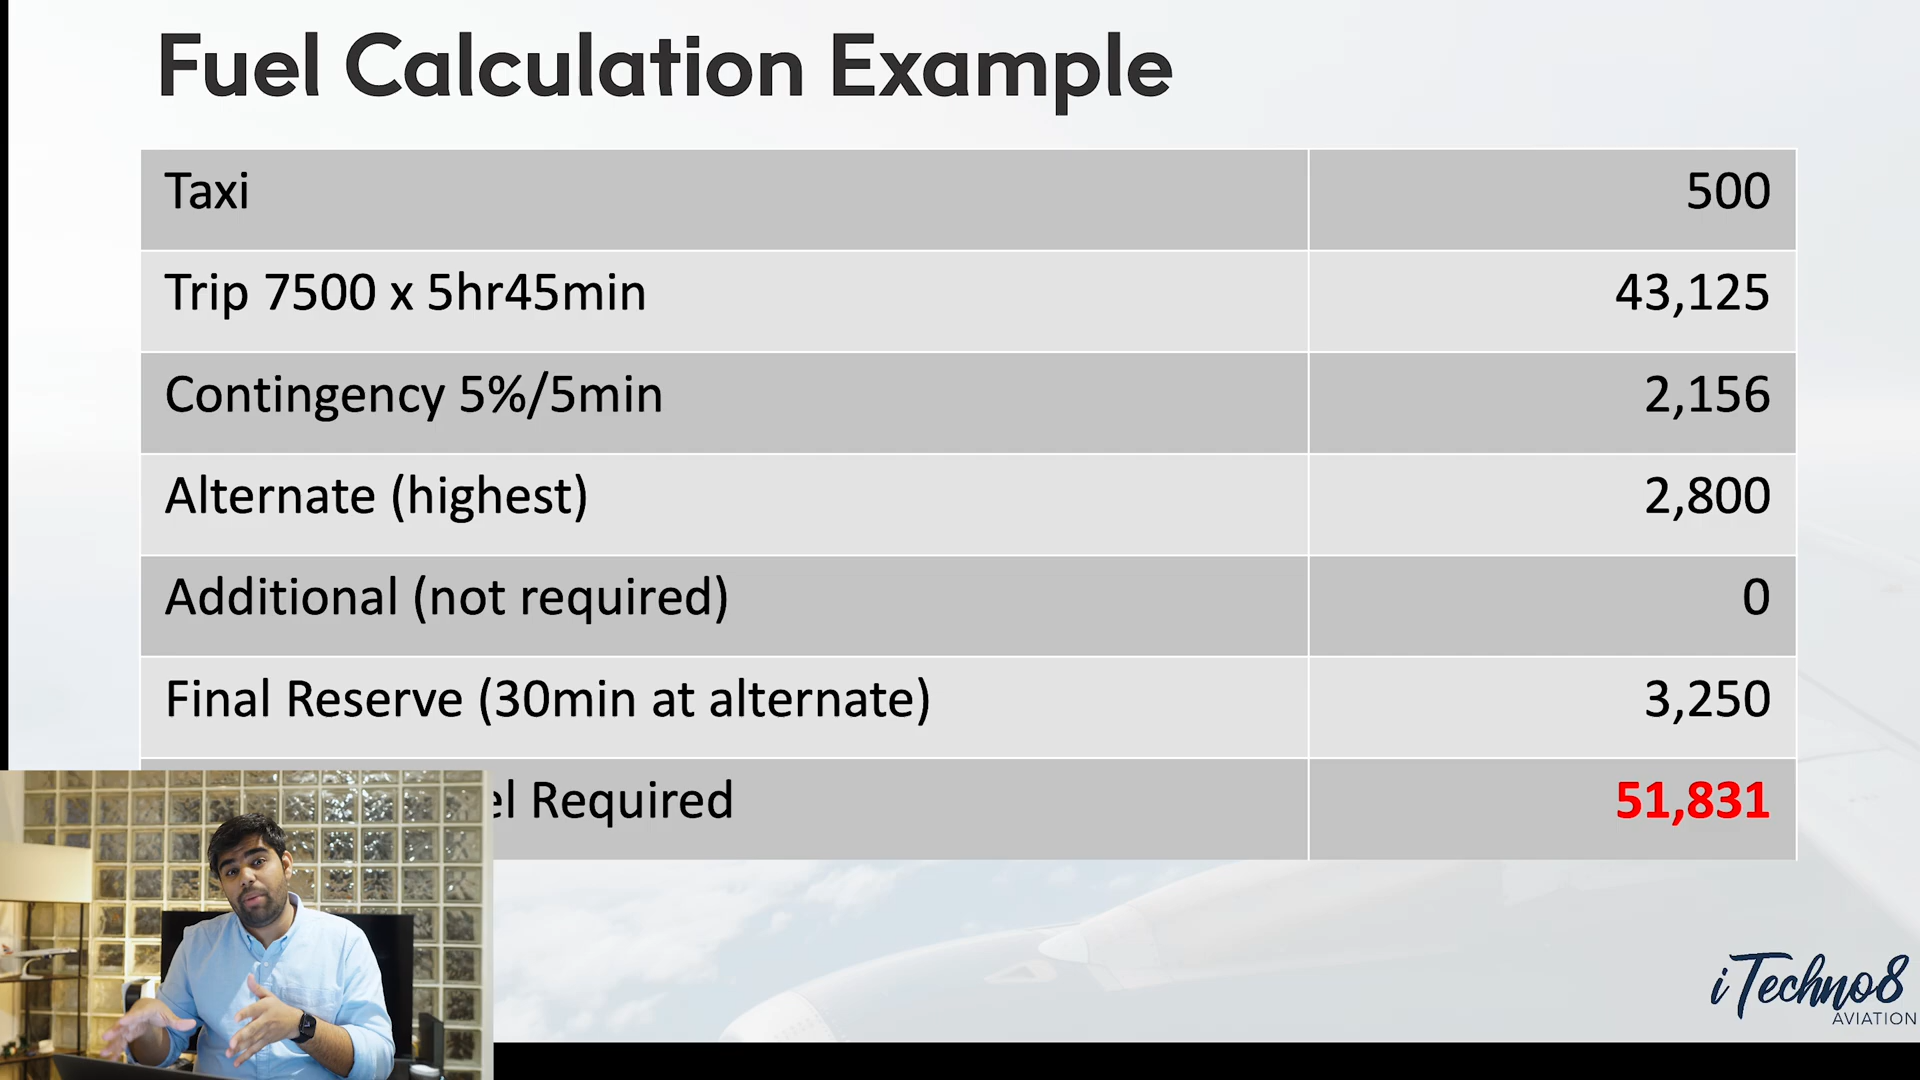 Fuel Calculation Example
Taxi 500
Trip 7500 x 5hr45min 43,125
Contingency 5%/5min 2,156
Alternate (highest) 2,800
Additional (not required) 0
Final Reserve (30min at alternate) 3,250
el Required 51,831
iTechno8
AVIATION